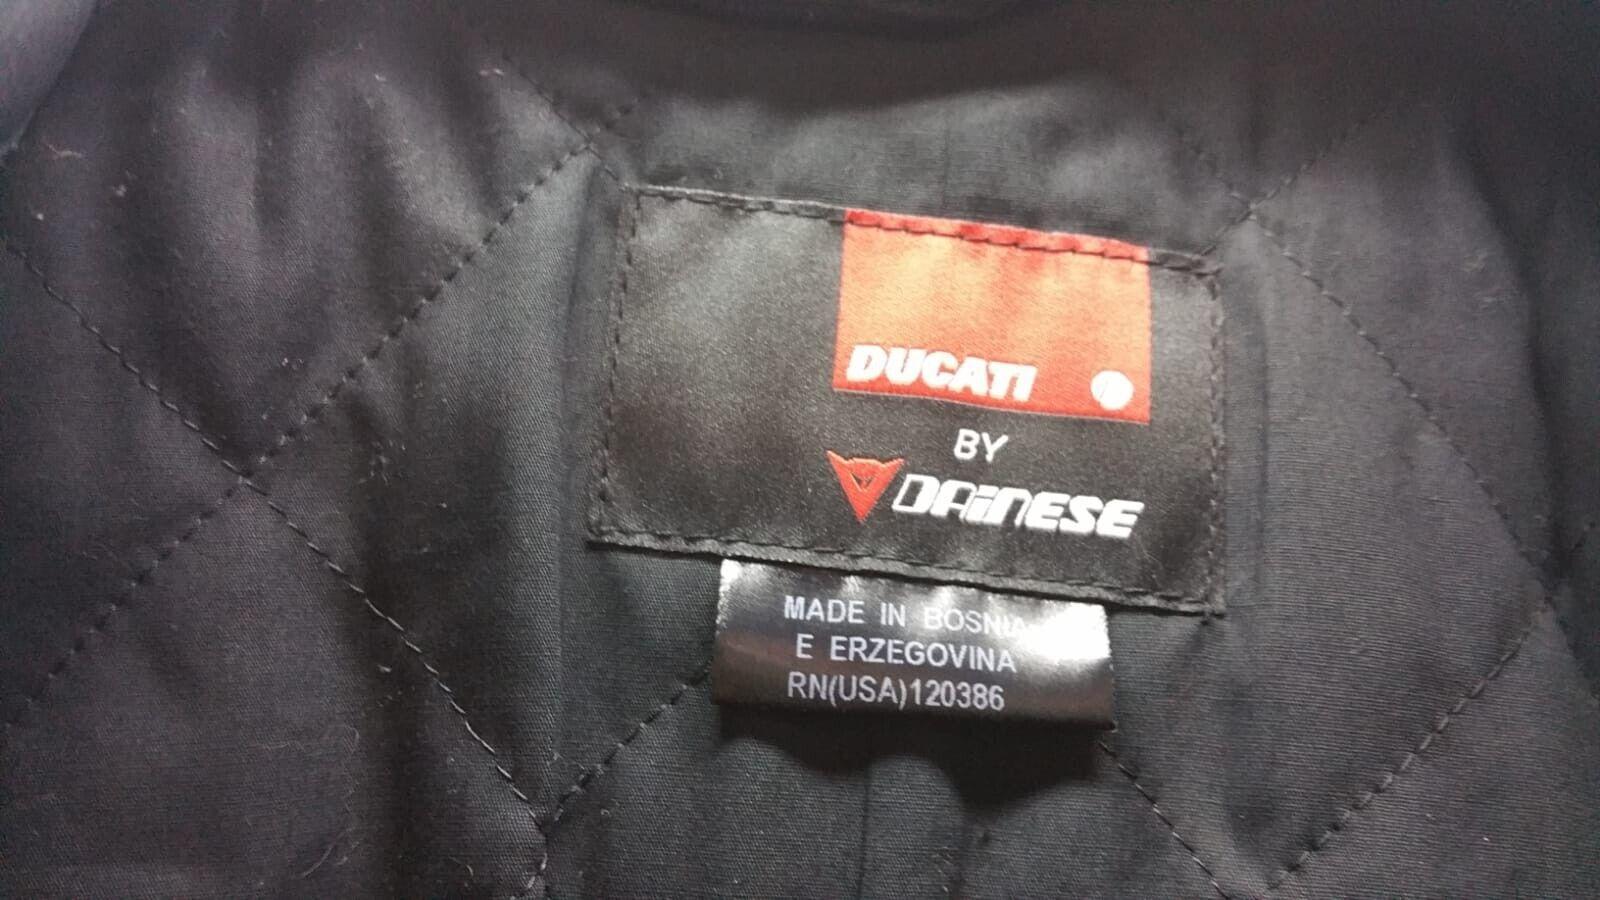 DUCATI
BY
DAiNESE
MADE IN BOSNIA
E ERZEGOVINA
RN(USA)120386